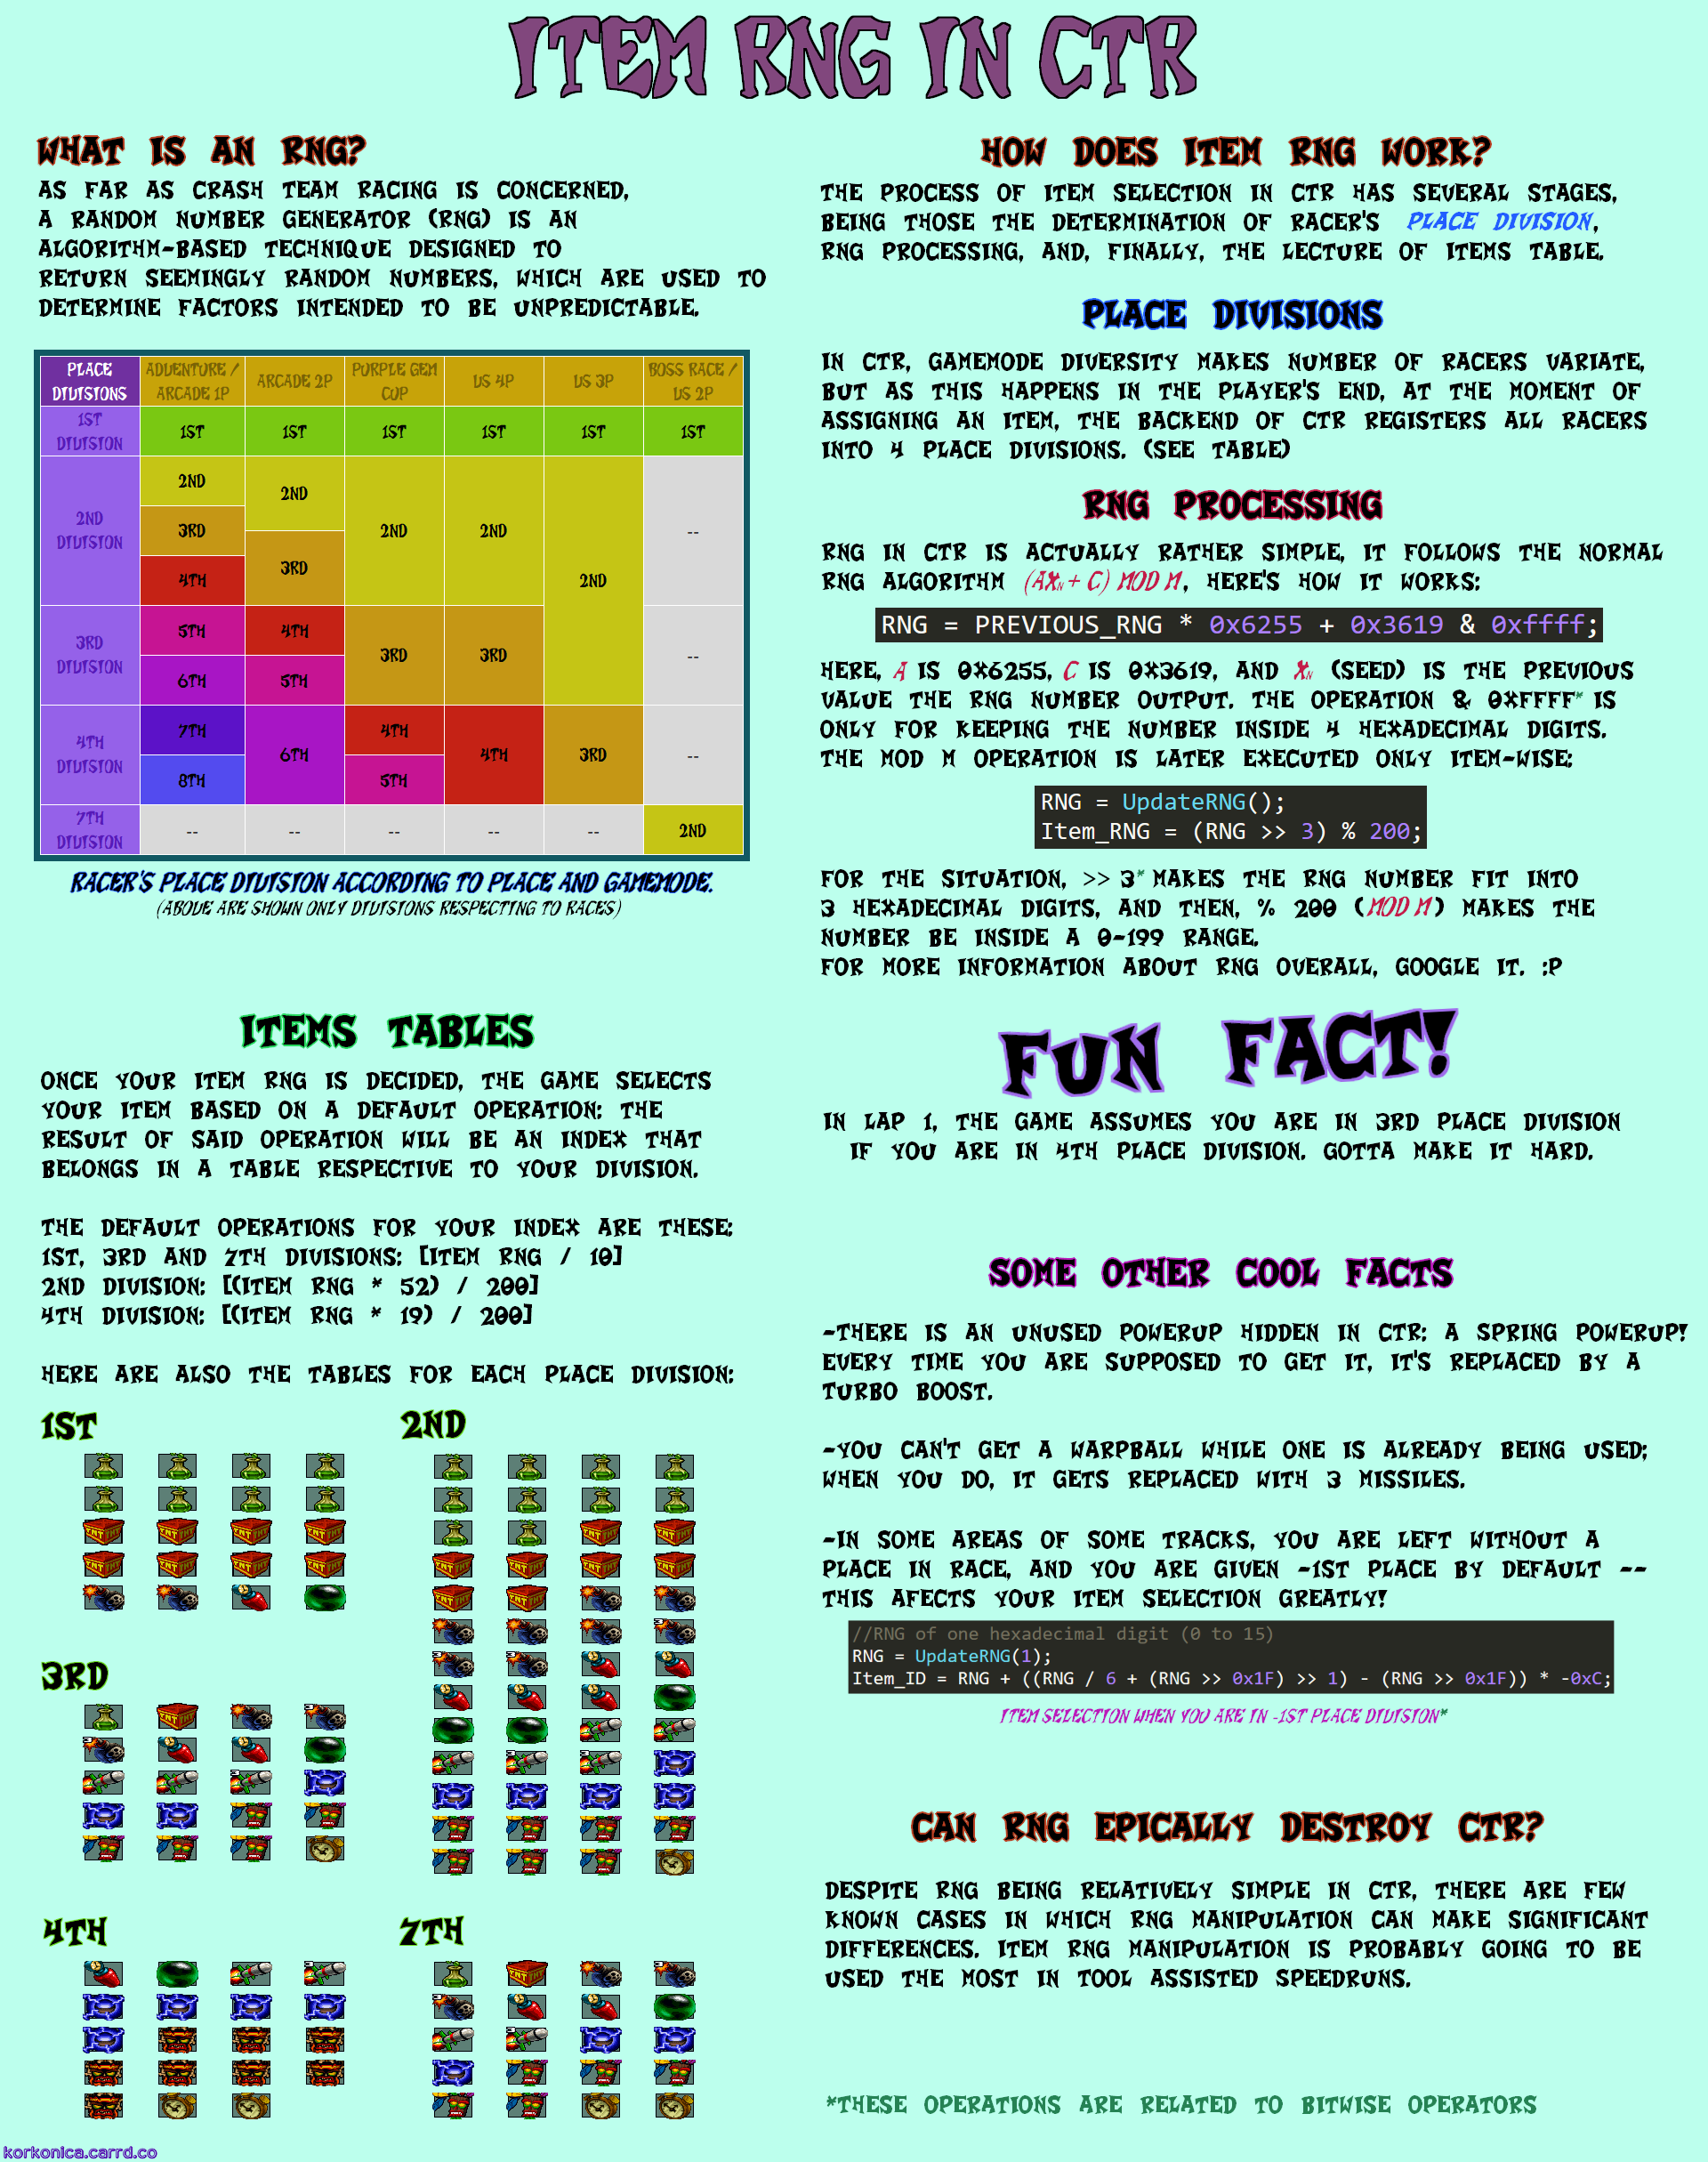 ITEM RNG IN CTR
WHAT IS AN RNG?
AS FAR AS CRASH TEAM RACING IS CONCERNED,
A RANDOM NUMBER GENERATOR (RNG) IS AN
ALGORITHM-BASED TECHNIQUE DESIGNED TO
RETURN SEEMINGLY RANDOM NUMBERS, WHICH ARE USED TO
DETERMINE FACTORS INTENDED TO BE UNPREDICTABLE.
PLACE DIVISIONS
ADVENTURE / ARCADE 1P
ARCADE 2P
PURPLE GEM CUP
VS 4P
VS 3P
BOSS RACE / VS 2P
1ST DIVISION
1ST
1ST
1ST
1ST
1ST
1ST
2ND DIVISION
2ND
3RD
4TH
2ND
3RD
2ND
2ND
2ND
--
3RD DIVISION
5TH
6TH
4TH
5TH
3RD
3RD
--
4TH DIVISION
7TH
8TH
6TH
4TH
5TH
4TH
3RD
--
7TH DIVISION
--
--
--
--
--
2ND
RACER'S PLACE DIVISION ACCORDING TO PLACE AND GAMEMODE.
(ABOVE ARE SHOWN ONLY DIVISIONS RESPECTING TO RACES)
ITEMS TABLES
ONCE YOUR ITEM RNG IS DECIDED, THE GAME SELECTS
YOUR ITEM BASED ON A DEFAULT OPERATION: THE
RESULT OF SAID OPERATION WILL BE AN INDEX THAT
BELONGS IN A TABLE RESPECTIVE TO YOUR DIVISION.
THE DEFAULT OPERATIONS FOR YOUR INDEX ARE THESE:
1ST, 3RD AND 7TH DIVISIONS: [ITEM RNG / 10]
2ND DIVISION: [(ITEM RNG * 52) / 200]
4TH DIVISION: [(ITEM RNG * 19) / 200]
HERE ARE ALSO THE TABLES FOR EACH PLACE DIVISION:
1ST
2ND
3RD
4TH
7TH
korkonica.carrd.co
HOW DOES ITEM RNG WORK?
THE PROCESS OF ITEM SELECTION IN CTR HAS SEVERAL STAGES,
BEING THOSE THE DETERMINATION OF RACER'S PLACE DIVISION,
RNG PROCESSING, AND, FINALLY, THE LECTURE OF ITEMS TABLE.
PLACE DIVISIONS
IN CTR, GAMEMODE DIVERSITY MAKES NUMBER OF RACERS VARIATE,
BUT AS THIS HAPPENS IN THE PLAYER'S END, AT THE MOMENT OF
ASSIGNING AN ITEM, THE BACKEND OF CTR REGISTERS ALL RACERS
INTO 4 PLACE DIVISIONS. (SEE TABLE)
RNG PROCESSING
RNG IN CTR IS ACTUALLY RATHER SIMPLE, IT FOLLOWS THE NORMAL
RNG ALGORITHM (AXN + C) MOD M, HERE'S HOW IT WORKS:
RNG = PREVIOUS_RNG * 0x6255 + 0x3619 & 0xffff;
HERE, A IS 0X6255, C IS 0X3619, AND XN (SEED) IS THE PREVIOUS
VALUE THE RNG NUMBER OUTPUT. THE OPERATION & 0XFFFF* IS
ONLY FOR KEEPING THE NUMBER INSIDE 4 HEXADECIMAL DIGITS.
THE MOD M OPERATION IS LATER EXECUTED ONLY ITEM-WISE:
RNG = UpdateRNG();
Item_RNG = (RNG >> 3) % 200;
FOR THE SITUATION, >> 3* MAKES THE RNG NUMBER FIT INTO
3 HEXADECIMAL DIGITS, AND THEN, % 200 (MOD M) MAKES THE
NUMBER BE INSIDE A 0-199 RANGE.
FOR MORE INFORMATION ABOUT RNG OVERALL, GOOGLE IT. :P
FUN FACT!
IN LAP 1, THE GAME ASSUMES YOU ARE IN 3RD PLACE DIVISION
IF YOU ARE IN 4TH PLACE DIVISION. GOTTA MAKE IT HARD.
SOME OTHER COOL FACTS
-THERE IS AN UNUSED POWERUP HIDDEN IN CTR: A SPRING POWERUP!
EVERY TIME YOU ARE SUPPOSED TO GET IT, IT'S REPLACED BY A
TURBO BOOST.
-YOU CAN'T GET A WARPBALL WHILE ONE IS ALREADY BEING USED;
WHEN YOU DO, IT GETS REPLACED WITH 3 MISSILES.
-IN SOME AREAS OF SOME TRACKS, YOU ARE LEFT WITHOUT A
PLACE IN RACE, AND YOU ARE GIVEN -1ST PLACE BY DEFAULT --
THIS AFECTS YOUR ITEM SELECTION GREATLY!
//RNG of one hexadecimal digit (0 to 15)
RNG = UpdateRNG(1);
Item_ID = RNG + ((RNG / 6 + (RNG >> 0x1F) >> 1) - (RNG >> 0x1F)) * -0xC;
ITEM SELECTION WHEN YOU ARE IN -1ST PLACE DIVISION*
CAN RNG EPICALLY DESTROY CTR?
DESPITE RNG BEING RELATIVELY SIMPLE IN CTR, THERE ARE FEW
KNOWN CASES IN WHICH RNG MANIPULATION CAN MAKE SIGNIFICANT
DIFFERENCES. ITEM RNG MANIPULATION IS PROBABLY GOING TO BE
USED THE MOST IN TOOL ASSISTED SPEEDRUNS.
*THESE OPERATIONS ARE RELATED TO BITWISE OPERATORS